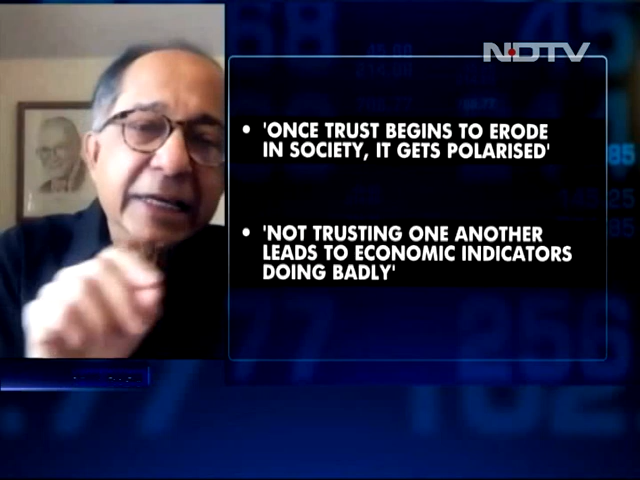 NDTV
• 'ONCE TRUST BEGINS TO ERODE
IN SOCIETY, IT GETS POLARISED'
• 'NOT TRUSTING ONE ANOTHER
LEADS TO ECONOMIC INDICATORS
DOING BADLY'